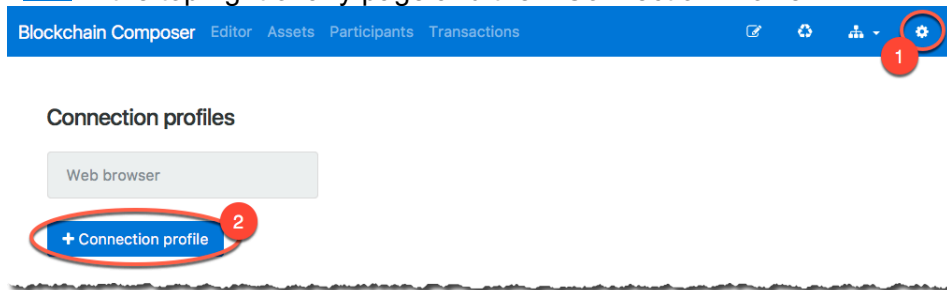 Blockchain Composer Editor Assets Participants Transactions
1
Connection profiles
Web browser
2
+ Connection profile